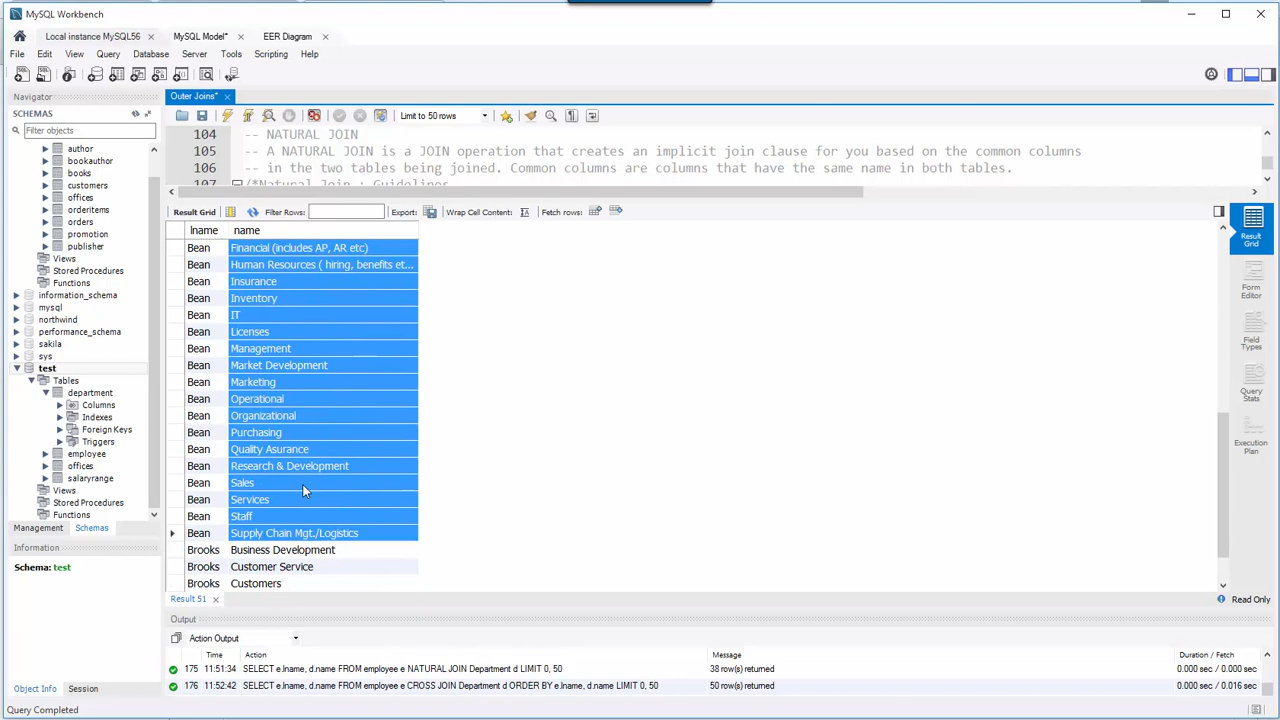 MySQL Workbench
Local instance MySQL56 MySQL Model* EER Diagram
File Edit View Query Database Server Tools Scripting Help
Navigator
SCHEMAS
Filter objects
author
bookauthor
books
customers
offices
orderitems
orders
promotion
publisher
Views
Stored Procedures
Functions
information_schema
mysql
northwind
performance_schema
sakila
sys
test
Tables
department
Columns
Indexes
Foreign Keys
Triggers
employee
offices
salaryrange
Views
Stored Procedures
Functions
Management Schemas
Information
Schema: test
Object Info Session
Query Completed
Outer Joins*
Limit to 50 rows
104 -- NATURAL JOIN
105 -- A NATURAL JOIN is a JOIN operation that creates an implicit join clause for you based on the common columns
106 -- in the two tables being joined. Common columns are columns that have the same name in both tables.
107 /*Natural Join : Guidelines
Result Grid Filter Rows: Export: Wrap Cell Content: IA Fetch rows:
lname name
Bean Financial (includes AP, AR etc)
Bean Human Resources ( hiring, benefits et...
Bean Insurance
Bean Inventory
Bean IT
Bean Licenses
Bean Management
Bean Market Development
Bean Marketing
Bean Operational
Bean Organizational
Bean Purchasing
Bean Quality Asurance
Bean Research & Development
Bean Sales
Bean Services
Bean Staff
Bean Supply Chain Mgt./Logistics
Brooks Business Development
Brooks Customer Service
Brooks Customers
Result Grid
Form Editor
Field Types
Query Stats
Execution Plan
Result 51
Read Only
Output
Action Output
Time Action Message Duration / Fetch
175 11:51:34 SELECT e.lname, d.name FROM employee e NATURAL JOIN Department d LIMIT 0, 50 38 row(s) returned 0.000 sec / 0.000 sec
176 11:52:42 SELECT e.lname, d.name FROM employee e CROSS JOIN Department d ORDER BY e.lname, d.name LIMIT 0, 50 50 row(s) returned 0.000 sec / 0.016 sec